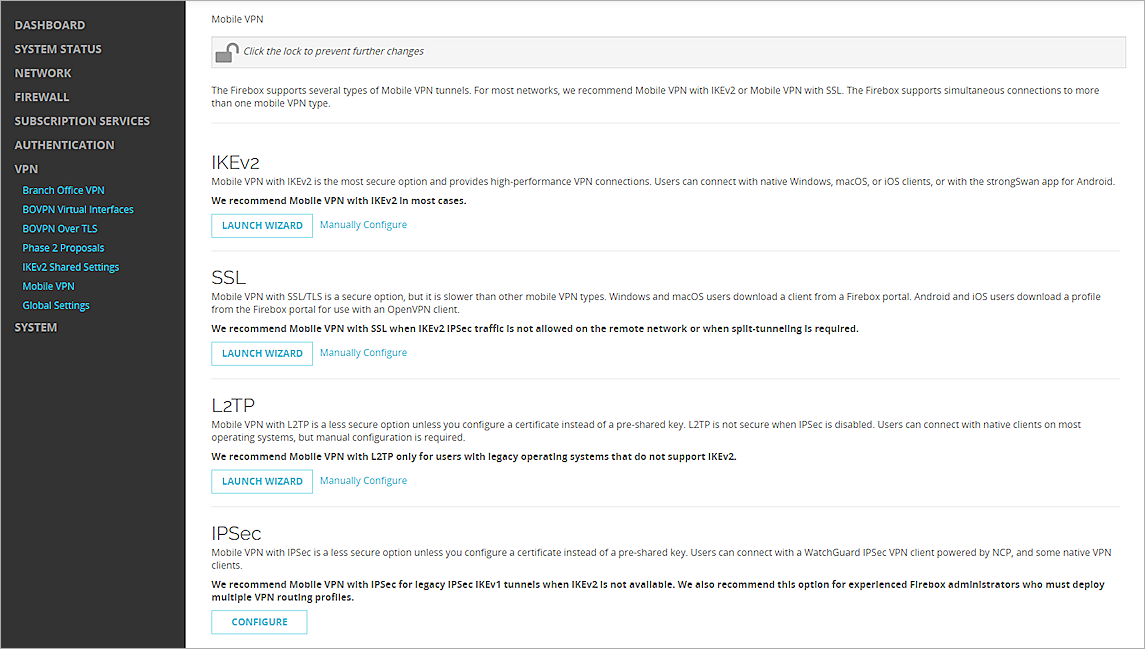 DASHBOARD
SYSTEM STATUS
NETWORK
FIREWALL
SUBSCRIPTION SERVICES
AUTHENTICATION
VPN
Branch Office VPN
BOVPN Virtual Interfaces
BOVPN Over TLS
Phase 2 Proposals
IKEv2 Shared Settings
Mobile VPN
Global Settings
SYSTEM
Mobile VPN
Click the lock to prevent further changes
The Firebox supports several types of Mobile VPN tunnels. For most networks, we recommend Mobile VPN with IKEv2 or Mobile VPN with SSL. The Firebox supports simultaneous connections to more
than one mobile VPN type.
IKEv2
Mobile VPN with IKEv2 is the most secure option and provides high-performance VPN connections. Users can connect with native Windows, macOS, or iOS clients, or with the strongSwan app for Android.
We recommend Mobile VPN with IKEv2 in most cases.
LAUNCH WIZARD Manually Configure
SSL
Mobile VPN with SSL/TLS is a secure option, but it is slower than other mobile VPN types. Windows and macOS users download a client from a Firebox portal. Android and iOS users download a profile
from the Firebox portal for use with an OpenVPN client.
We recommend Mobile VPN with SSL when IKEv2 IPSec traffic is not allowed on the remote network or when split-tunneling is required.
LAUNCH WIZARD Manually Configure
L2TP
Mobile VPN with L2TP is a less secure option unless you configure a certificate instead of a pre-shared key. L2TP is not secure when IPSec is disabled. Users can connect with native clients on most
operating systems, but manual configuration is required.
We recommend Mobile VPN with L2TP only for users with legacy operating systems that do not support IKEv2.
LAUNCH WIZARD Manually Configure
IPSec
Mobile VPN with IPSec is a less secure option unless you configure a certificate instead of a pre-shared key. Users can connect with a WatchGuard IPSec VPN client powered by NCP, and some native VPN
clients.
We recommend Mobile VPN with IPSec for legacy IPSec IKEv1 tunnels when IKEv2 is not available. We also recommend this option for experienced Firebox administrators who must deploy
multiple VPN routing profiles.
CONFIGURE